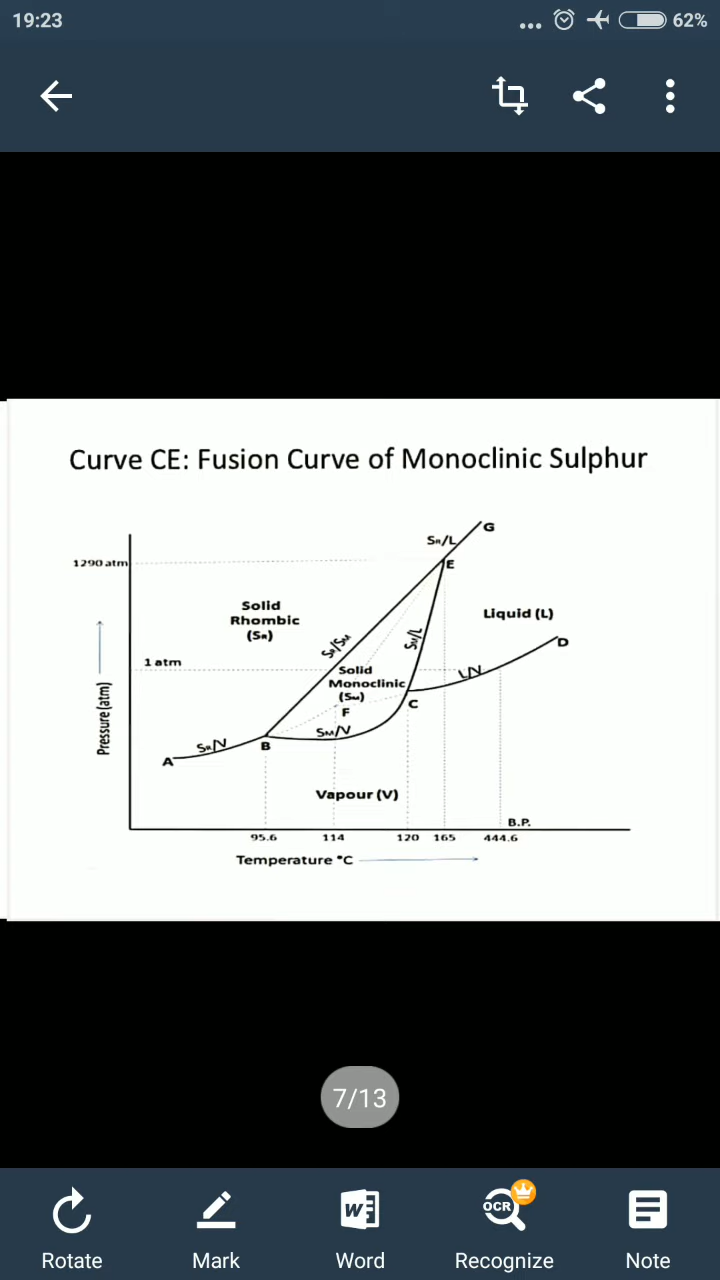 19:23
62%
Curve CE: Fusion Curve of Monoclinic Sulphur
G
Sʀ/L
1290 atm
E
Solid
Rhombic
(Sʀ)
Liquid (L)
Sʀ/Sᴍ
Sᴍ/L
D
1 atm
Solid
Monoclinic
(Sᴍ)
L/V
C
F
Pressure (atm)
Sᴍ/V
Sʀ/V
B
A
Vapour (V)
B.P.
95.6
114
120
165
444.6
Temperature °C
7/13
W
OCR
Rotate
Mark
Word
Recognize
Note